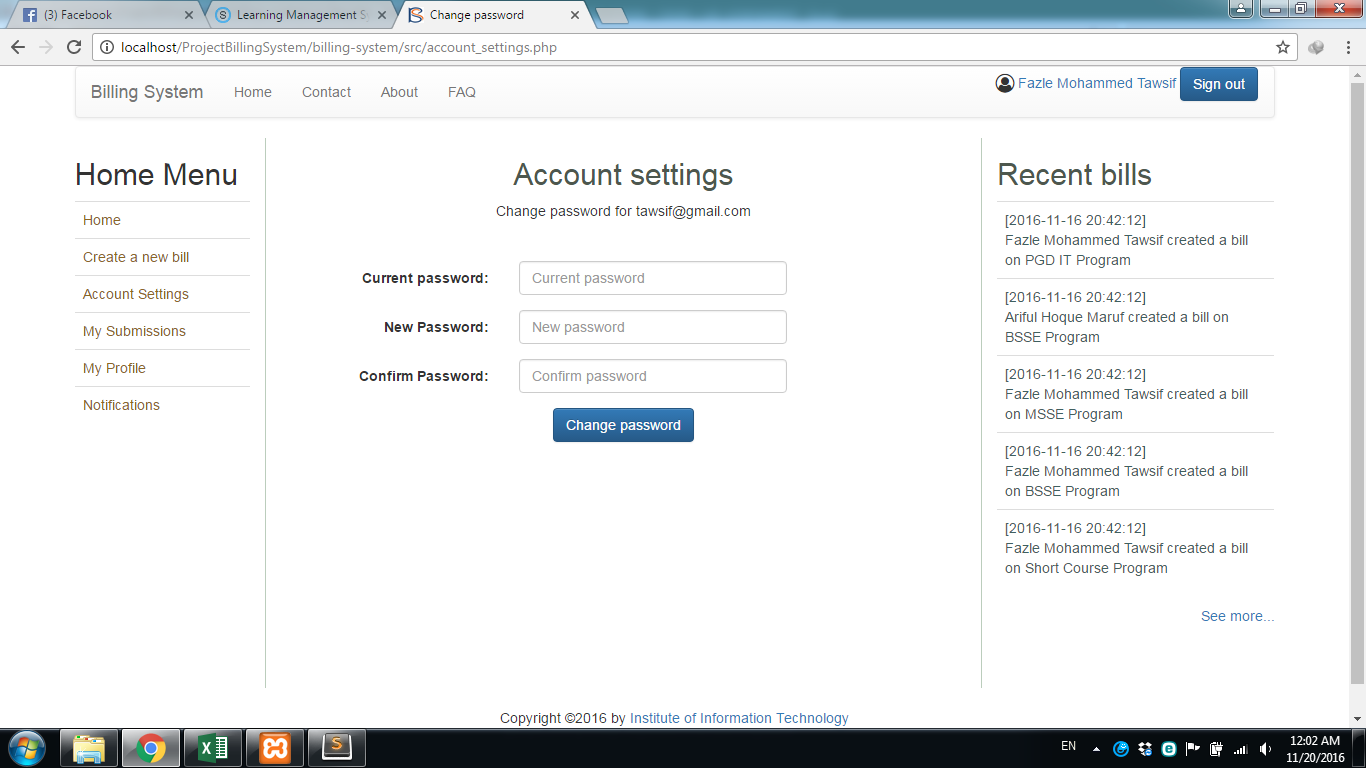 (3) Facebook
Learning Management S
Change password
localhost/ProjectBillingSystem/billing-system/src/account_settings.php
Billing System
Home
Contact
About
FAQ
Fazle Mohammed Tawsif
Sign out
Home Menu
Home
Create a new bill
Account Settings
My Submissions
My Profile
Notifications
Account settings
Change password for tawsif@gmail.com
Current password:
Current password
New Password:
New password
Confirm Password:
Confirm password
Change password
Recent bills
[2016-11-16 20:42:12]
Fazle Mohammed Tawsif created a bill
on PGD IT Program
[2016-11-16 20:42:12]
Ariful Hoque Maruf created a bill on
BSSE Program
[2016-11-16 20:42:12]
Fazle Mohammed Tawsif created a bill
on MSSE Program
[2016-11-16 20:42:12]
Fazle Mohammed Tawsif created a bill
on BSSE Program
[2016-11-16 20:42:12]
Fazle Mohammed Tawsif created a bill
on Short Course Program
See more...
Copyright ©2016 by Institute of Information Technology
EN
12:02 AM
11/20/2016